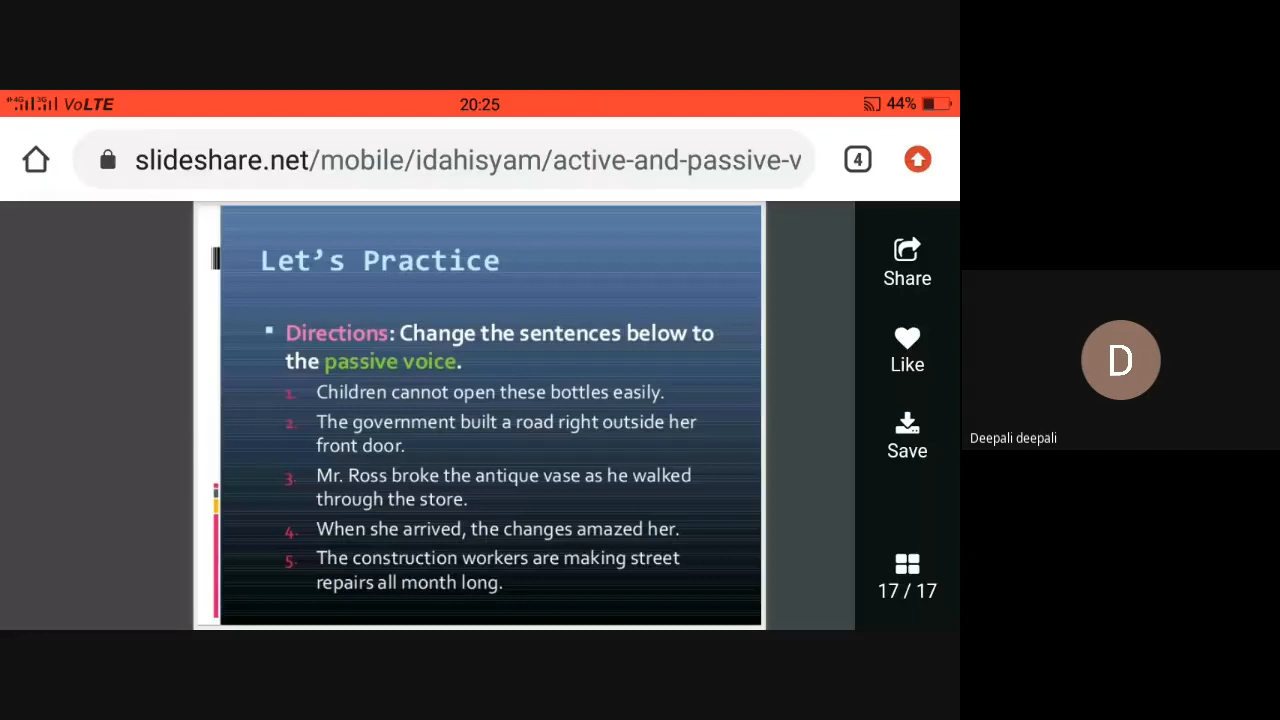 VoLTE 20:25 44%
slideshare.net/mobile/idahisyam/active-and-passive-v 4
Let's Practice
Share
Directions: Change the sentences below to
the passive voice.
Like
1. Children cannot open these bottles easily.
2. The government built a road right outside her
front door.
Save
3. Mr. Ross broke the antique vase as he walked
through the store.
4. When she arrived, the changes amazed her.
5. The construction workers are making street
repairs all month long.
17 / 17
D
Deepali deepali